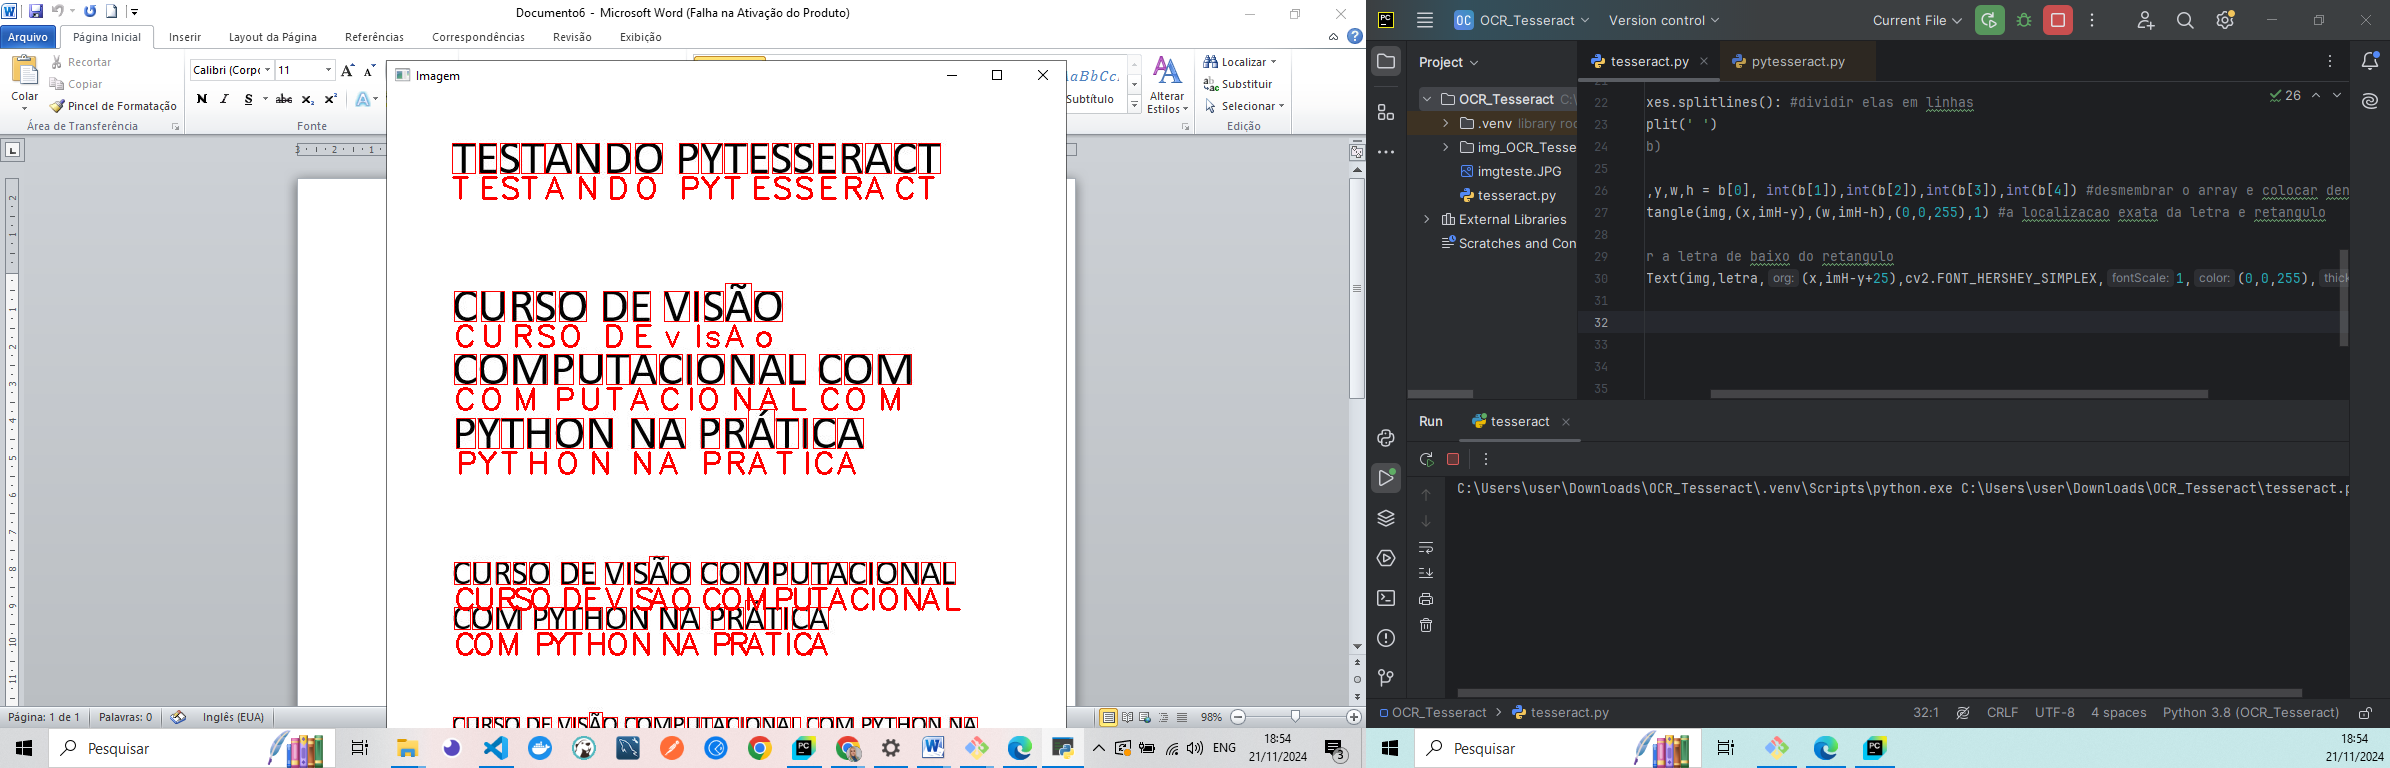 Documento6 - Microsoft Word (Falha na Ativação do Produto)
Arquivo
Página Inicial
Inserir
Layout da Página
Referências
Correspondências
Revisão
Exibição
Colar
Recortar
Copiar
Pincel de Formatação
Área de Transferência
Calibri (Corpo
11
Fonte
AaBbCc.
Subtítulo
Alterar Estilos
Localizar
Substituir
Selecionar
Edição
Imagem
TESTANDO PYTESSERACT
TESTANDO PYTESSERACT
CURSO DE VISÃO
CURSO DE vIsAo
COMPUTACIONAL COM
COMPUTACIONAL COM
PYTHON NA PRÁTICA
PYTHON NA PRATICA
CURSO DE VISÃO COMPUTACIONAL
CURSO DEVISAO COMPUTACIONAL
COM PYTHON NA PRÁTICA
COM PYTHON NA PRATICA
CURSO DE VISÃO COMPUTACIONAL COM PYTHON NA
Página: 1 de 1
Palavras: 0
Inglês (EUA)
98%
Pesquisar
ENG
18:54
21/11/2024
3
PC
OC OCR_Tesseract
Version control
Current File
Project
OCR_Tesseract C:\
.venv library roo
img_OCR_Tesse
imgteste.JPG
tesseract.py
External Libraries
Scratches and Con
tesseract.py
pytesseract.py
26
21
22 xes.splitlines(): #dividir elas em linhas
23 plit(' ')
24 b)
25
26 ,y,w,h = b[0], int(b[1]),int(b[2]),int(b[3]),int(b[4]) #desmembrar o array e colocar den
27 tangle(img,(x,imH-y),(w,imH-h),(0,0,255),1) #a localizacao exata da letra e retangulo
28
29 r a letra de baixo do retangulo
30 Text(img,letra, org: (x,imH-y+25),cv2.FONT_HERSHEY_SIMPLEX, fontScale: 1, color: (0,0,255), thick
31
32
33
34
35
Run
tesseract
C:\Users\user\Downloads\OCR_Tesseract\.venv\Scripts\python.exe C:\Users\user\Downloads\OCR_Tesseract\tesseract.p
OCR_Tesseract > tesseract.py
32:1
CRLF
UTF-8
4 spaces
Python 3.8 (OCR_Tesseract)
Pesquisar
18:54
21/11/2024